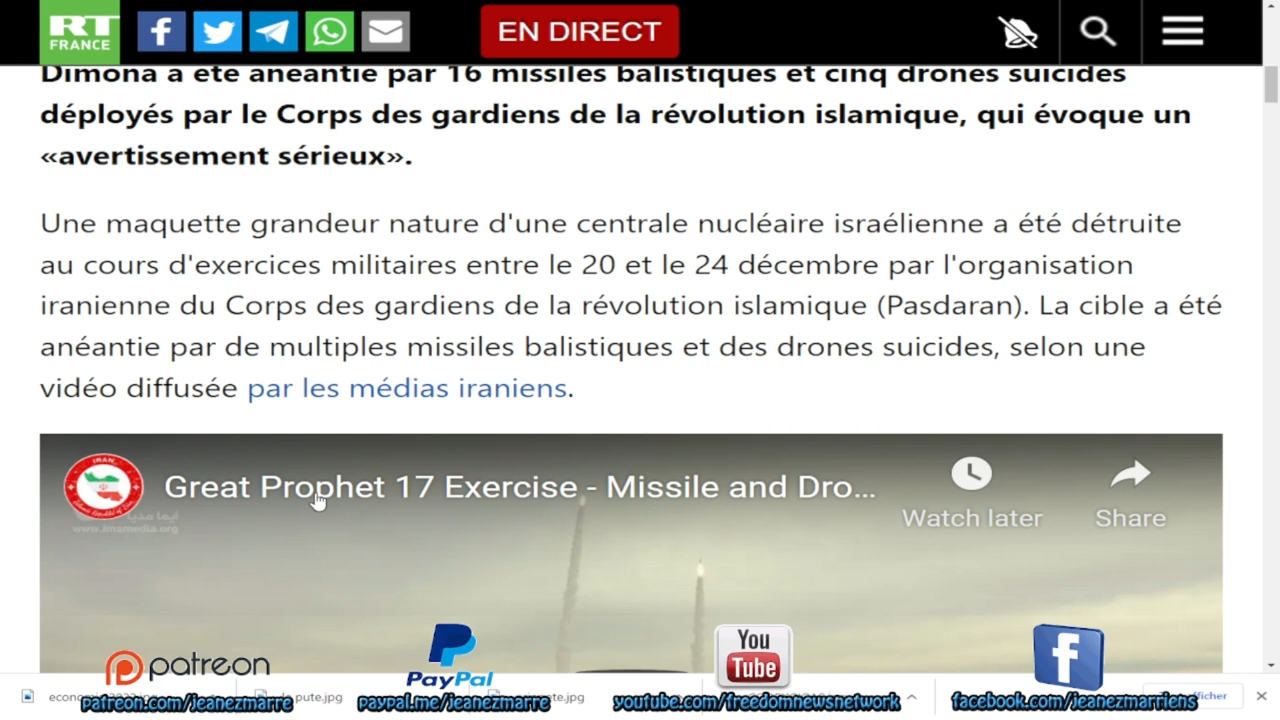 RT
FRANCE
EN DIRECT
Dimona a été anéantie par 16 missiles balistiques et cinq drones suicides
déployés par le Corps des gardiens de la révolution islamique, qui évoque un
«avertissement sérieux».
Une maquette grandeur nature d'une centrale nucléaire israélienne a été détruite
au cours d'exercices militaires entre le 20 et le 24 décembre par l'organisation
iranienne du Corps des gardiens de la révolution islamique (Pasdaran). La cible a été
anéantie par de multiples missiles balistiques et des drones suicides, selon une
vidéo diffusée par les médias iraniens.
IRAN
Great Prophet 17 Exercise - Missile and Dro...
Watch later
Share
www.imamedia.org
patreon
PayPal
You
Tube
patreon.com/jeanezmarre
paypal.me/jeanezmarre
youtube.com/freedomnewsnetwork
facebook.com/jeanezmarriens